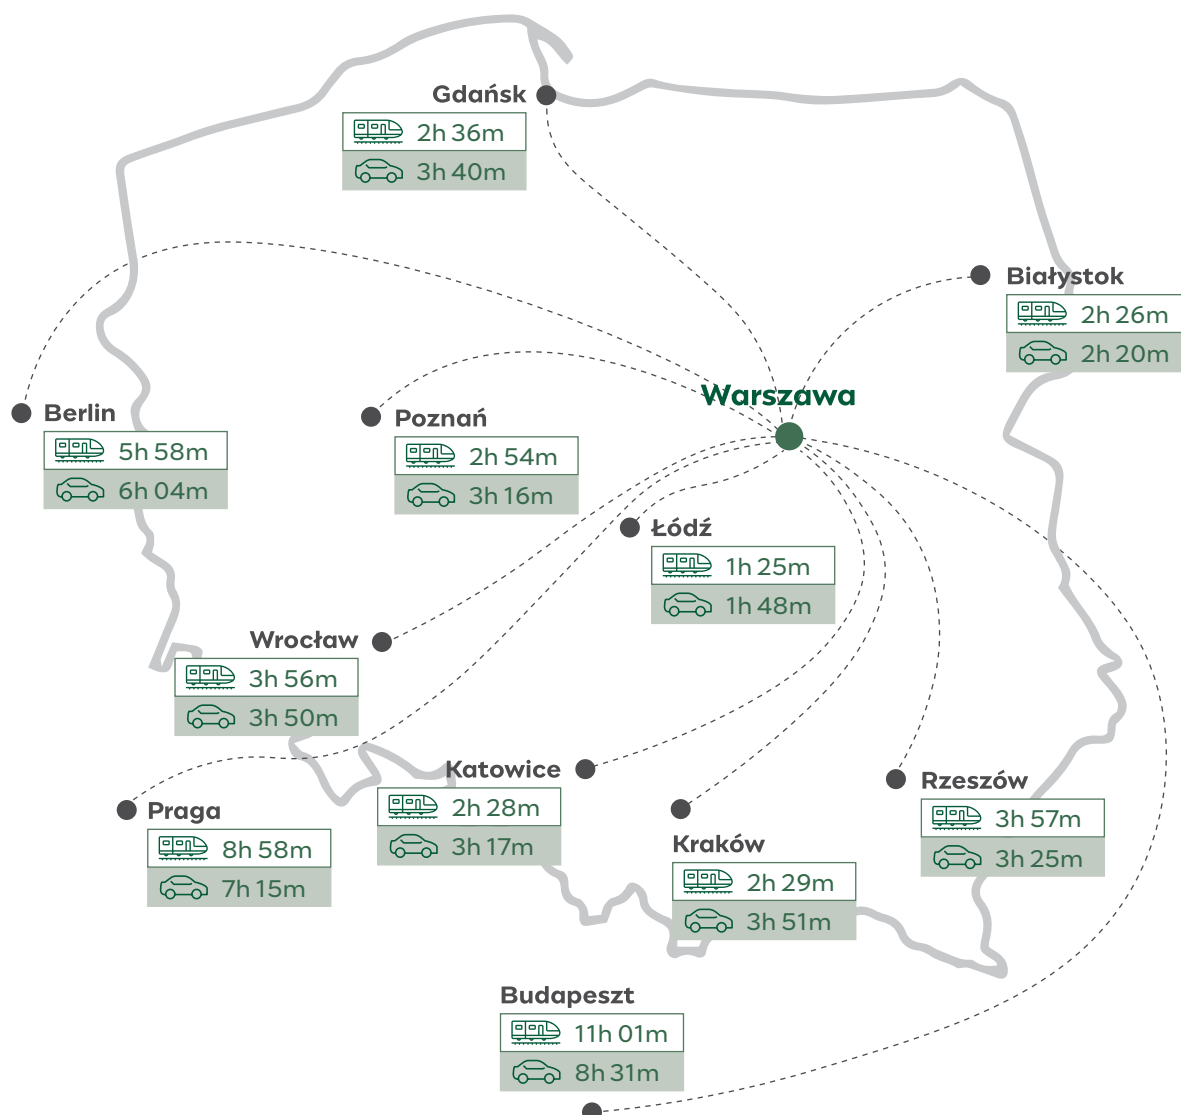 Gdańsk
2h 36m
3h 40m
Białystok
2h 26m
2h 20m
Warszawa
Berlin
5h 58m
6h 04m
Poznań
2h 54m
3h 16m
Łódź
1h 25m
1h 48m
Wrocław
3h 56m
3h 50m
Katowice
2h 28m
3h 17m
Rzeszów
3h 57m
3h 25m
Praga
8h 58m
7h 15m
Kraków
2h 29m
3h 51m
Budapeszt
11h 01m
8h 31m